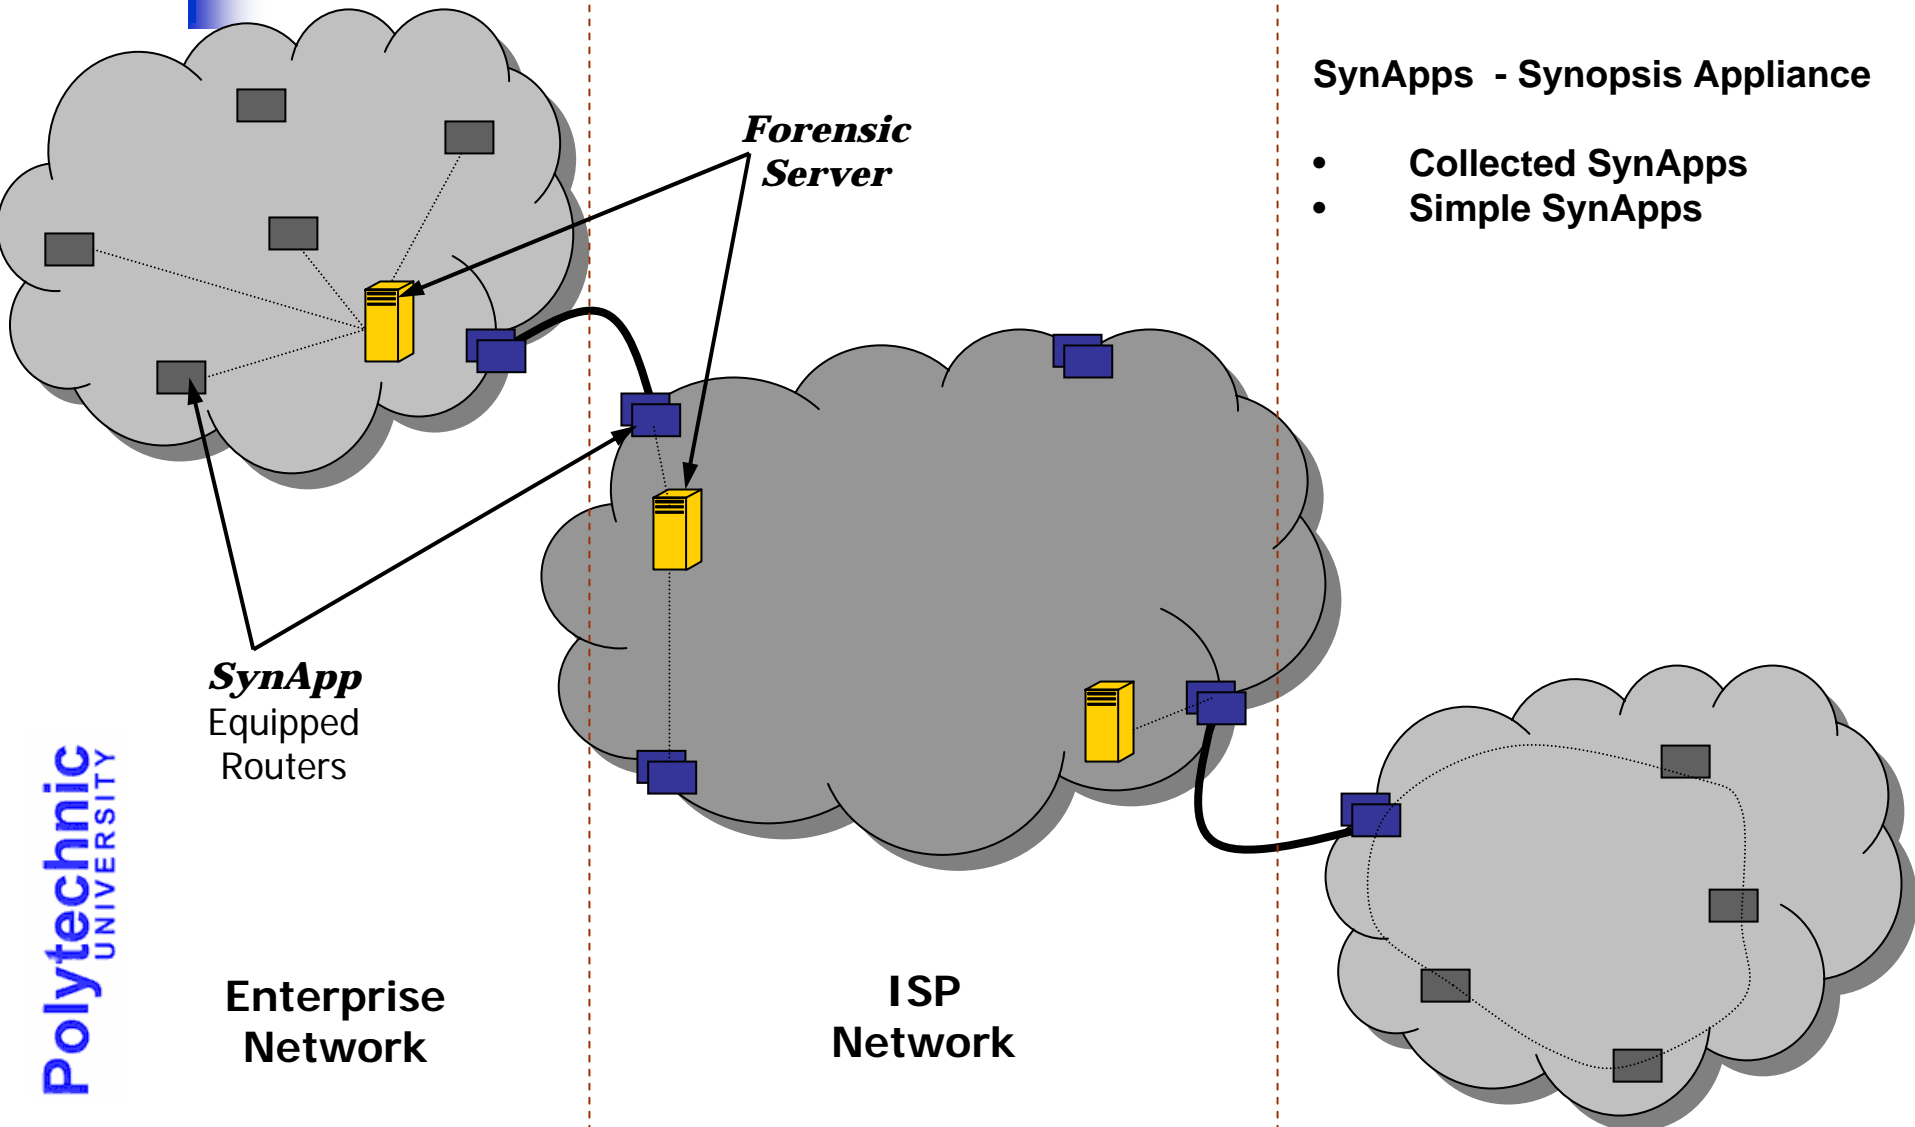 SynApps - Synopsis Appliance
• Collected SynApps
• Simple SynApps
Forensic
Server
SynApp
Equipped
Routers
Polytechnic
UNIVERSITY
Enterprise
Network
ISP
Network